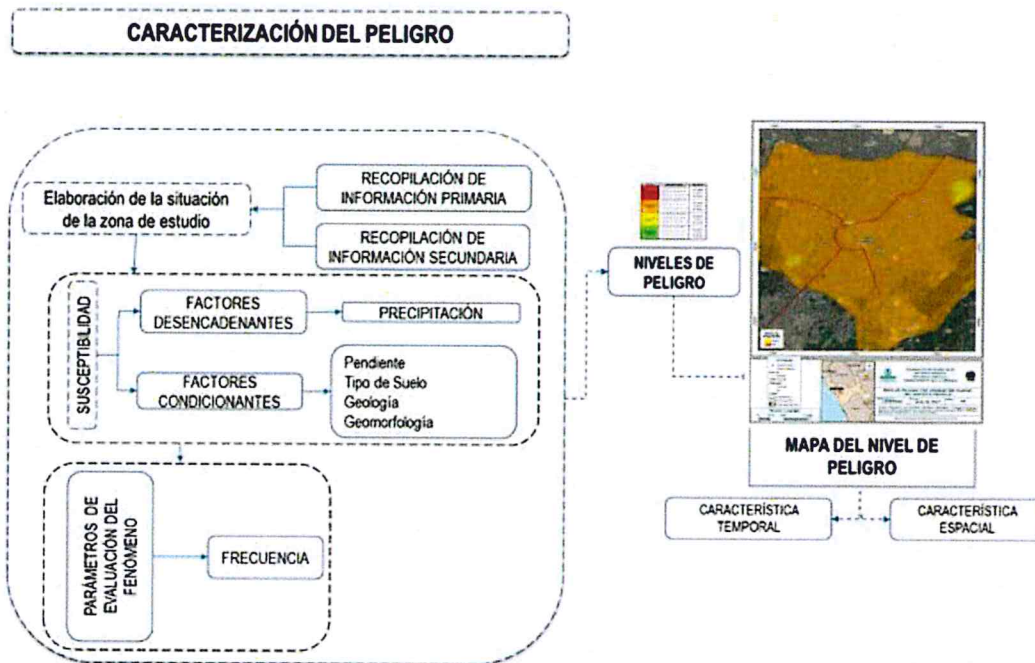 CARACTERIZACIÓN DEL PELIGRO
Elaboración de la situación
de la zona de estudio
RECOPILACIÓN DE
INFORMACIÓN PRIMARIA
RECOPILACIÓN DE
INFORMACIÓN SECUNDARIA
SUSCEPTIBILIDAD
FACTORES
DESENCADENANTES
PRECIPITACIÓN
FACTORES
CONDICIONANTES
Pendiente
Tipo de Suelo
Geología
Geomorfología
PARÁMETROS DE
EVALUACIÓN DEL
FENÓMENO
FRECUENCIA
NIVELES DE
PELIGRO
MAPA DEL NIVEL DE
PELIGRO
CARACTERÍSTICA
TEMPORAL
CARACTERÍSTICA
ESPACIAL